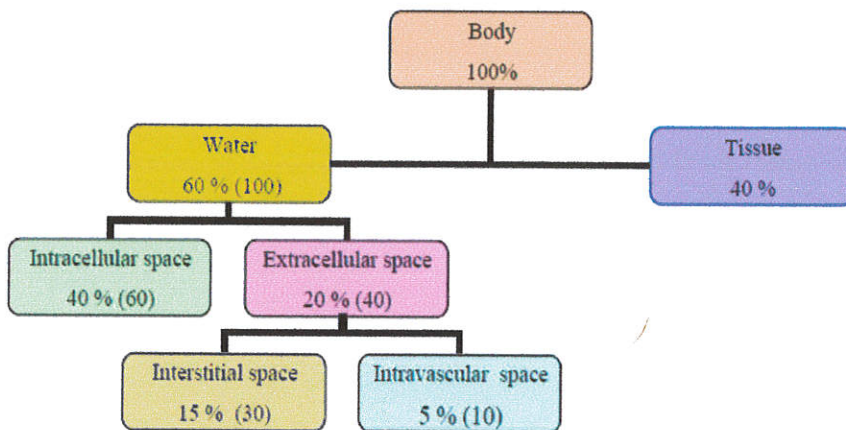 Body
100%
Water
60 % (100)
Tissue
40 %
Intracellular space
40 % (60)
Extracellular space
20 % (40)
Interstitial space
15 % (30)
Intravascular space
5 % (10)